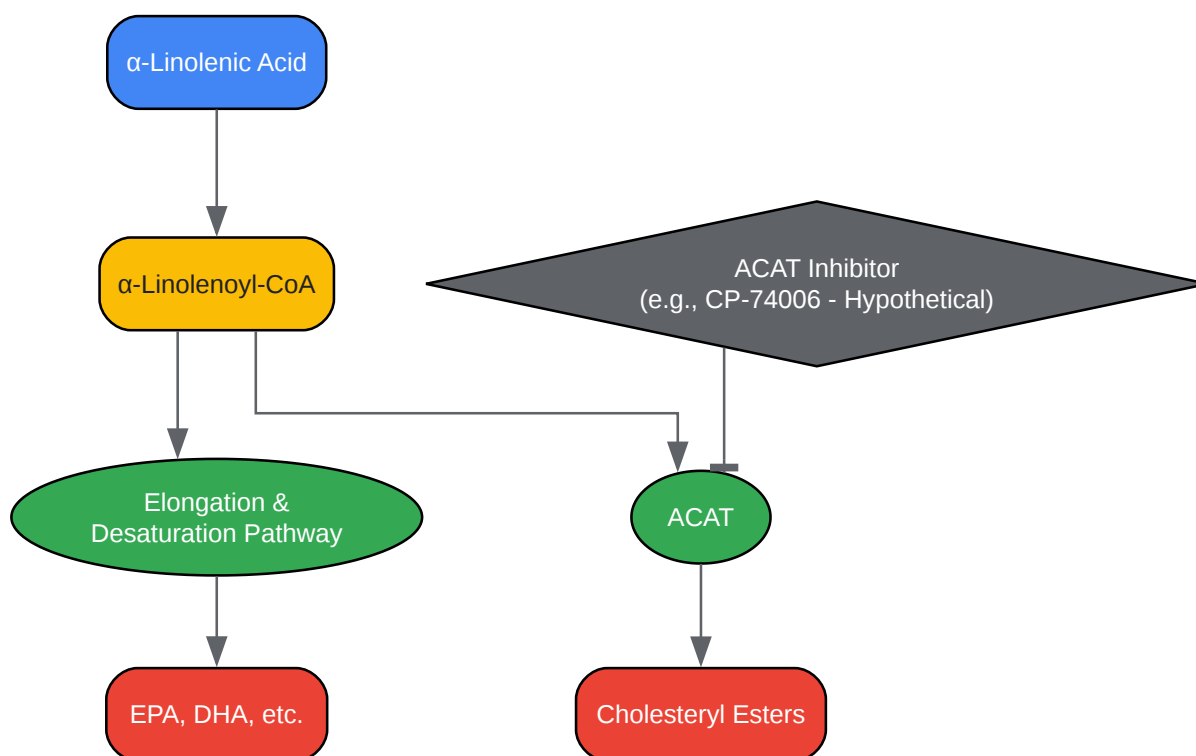 α-Linolenic Acid
α-Linolenoyl-CoA
ACAT Inhibitor
(e.g., CP-74006 - Hypothetical)
Elongation &
Desaturation Pathway
ACAT
EPA, DHA, etc.
Cholesteryl Esters